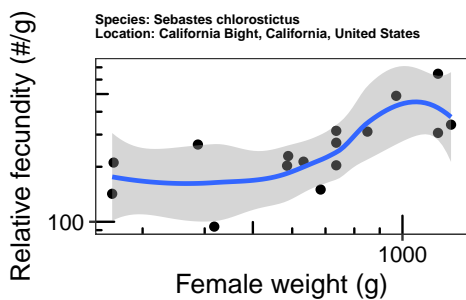 Species: Sebastes chlorostictus
Location: California Bight, California, United States
Relative fecundity (#/g)
100
1000
Female weight (g)